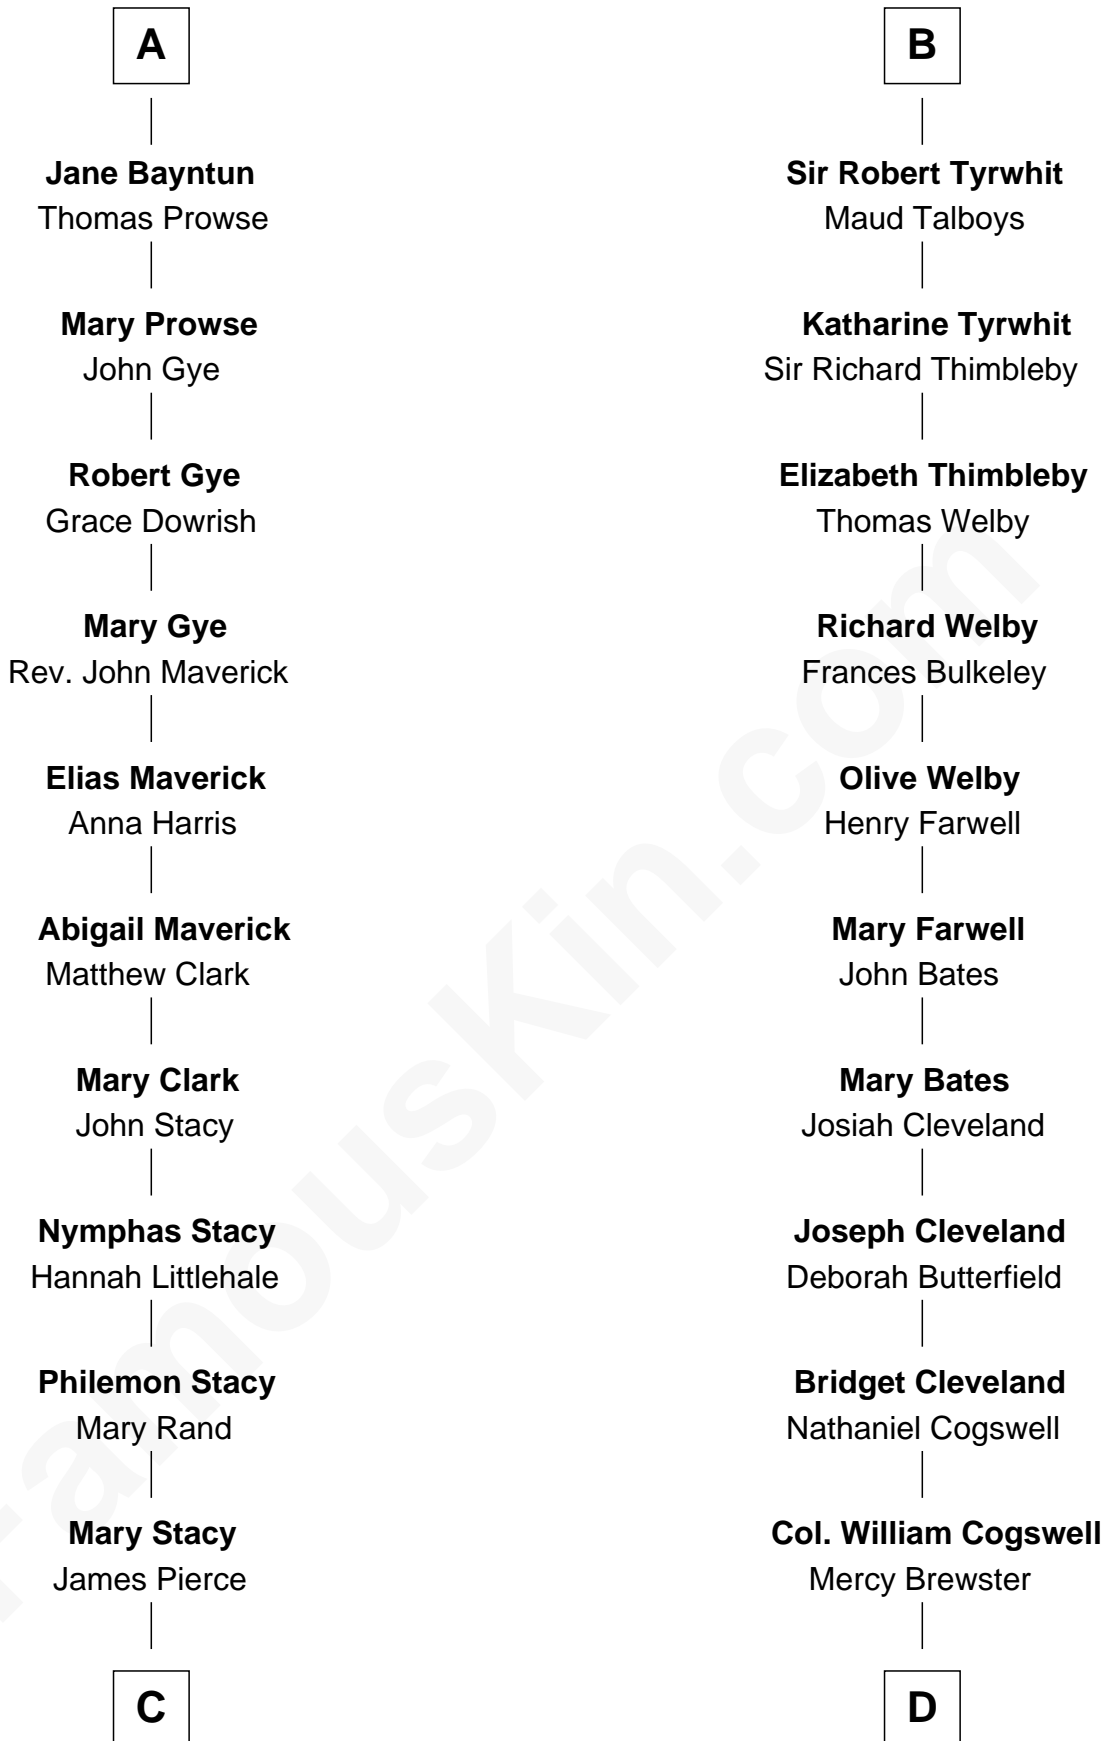 A
Jane Bayntun
Thomas Prowse
Mary Prowse
John Gye
Robert Gye
Grace Dowrish
Mary Gye
Rev. John Maverick
Elias Maverick
Anna Harris
Abigail Maverick
Matthew Clark
Mary Clark
John Stacy
Nymphas Stacy
Hannah Littlehale
Philemon Stacy
Mary Rand
Mary Stacy
James Pierce
C
B
Sir Robert Tyrwhit
Maud Talboys
Katharine Tyrwhit
Sir Richard Thimbleby
Elizabeth Thimbleby
Thomas Welby
Richard Welby
Frances Bulkeley
Olive Welby
Henry Farwell
Mary Farwell
John Bates
Mary Bates
Josiah Cleveland
Joseph Cleveland
Deborah Butterfield
Bridget Cleveland
Nathaniel Cogswell
Col. William Cogswell
Mercy Brewster
D
FamousKin.com